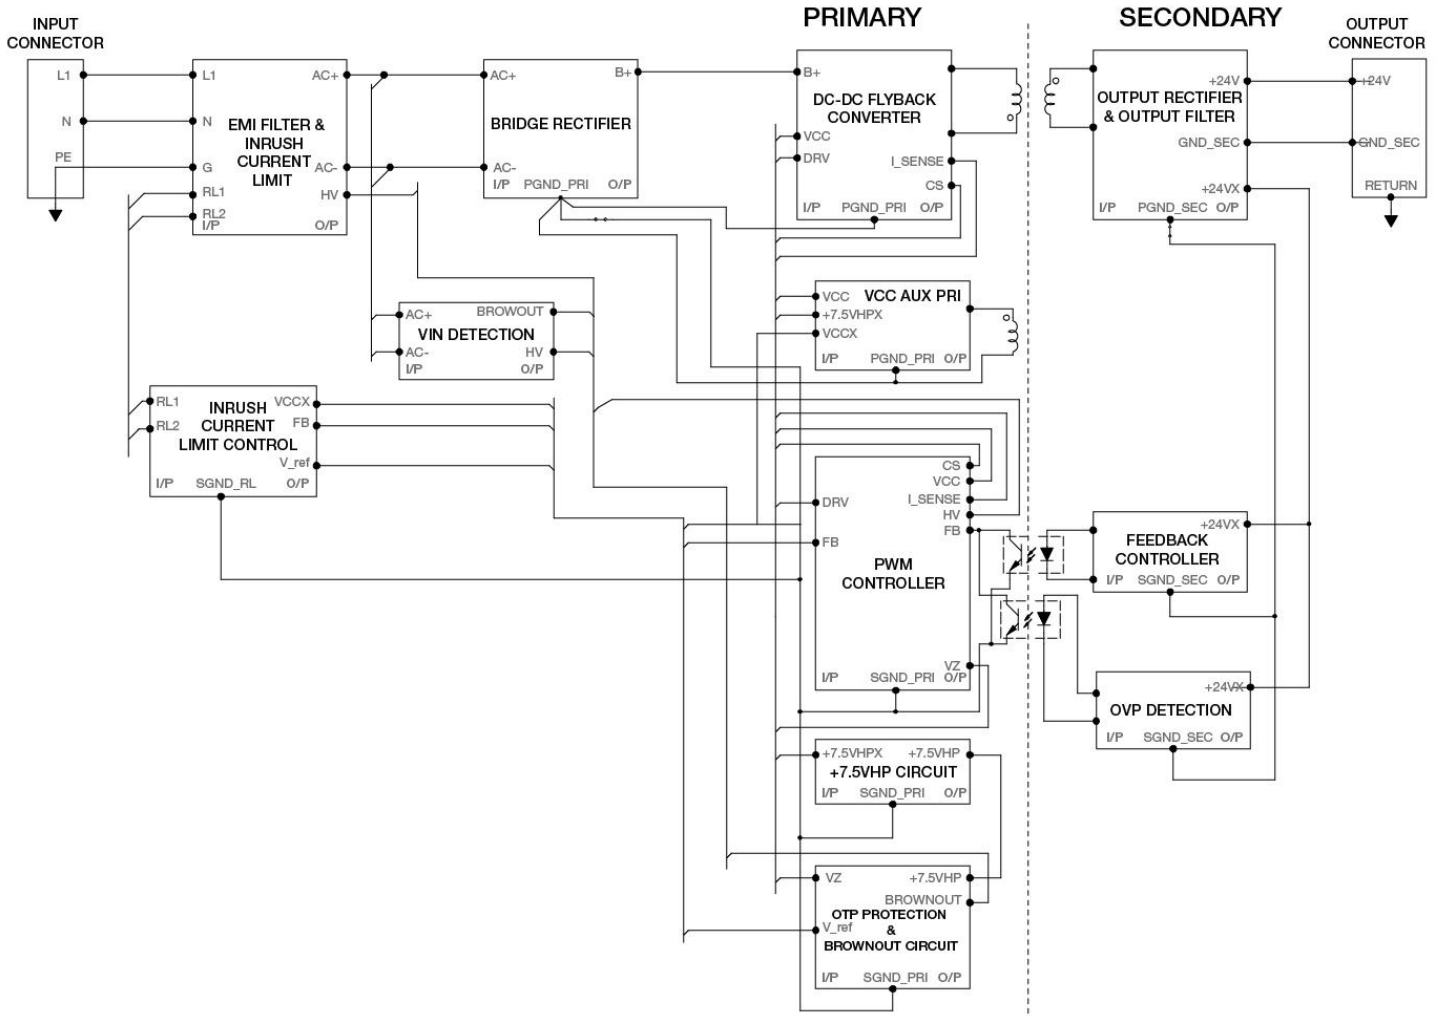 PRIMARY
SECONDARY
INPUT
CONNECTOR
L1
N
PE
L1
N
G
RL1
RL2
I/P
EMI FILTER &
INRUSH
CURRENT
LIMIT
AC+
AC-
HV
O/P
AC+
AC-
BRIDGE RECTIFIER
B+
I/P
PGND_PRI
O/P
B+
DC-DC FLYBACK
CONVERTER
VCC
DRV
I_SENSE
CS
I/P
PGND_PRI
O/P
OUTPUT RECTIFIER
& OUTPUT FILTER
+24V
GND_SEC
+24VX
I/P
PGND_SEC
O/P
OUTPUT
CONNECTOR
+24V
GND_SEC
RETURN
AC+
AC-
BROWOUT
VIN DETECTION
HV
I/P
O/P
VCC
VCC AUX PRI
+7.5VHPX
VCCX
I/P
PGND_PRI
O/P
RL1
RL2
INRUSH
CURRENT
LIMIT CONTROL
VCCX
FB
V_ref
I/P
SGND_RL
O/P
CS
VCC
I_SENSE
HV
FB
DRV
FB
PWM
CONTROLLER
VZ
I/P
SGND_PRI
O/P
+24VX
FEEDBACK
CONTROLLER
I/P
SGND_SEC
O/P
+24VX
OVP DETECTION
I/P
SGND_SEC
O/P
+7.5VHPX
+7.5VHP
+7.5VHP CIRCUIT
I/P
SGND_PRI
O/P
VZ
+7.5VHP
BROWNOUT
OTP PROTECTION
&
BROWNOUT CIRCUIT
V_ref
I/P
SGND_PRI
O/P